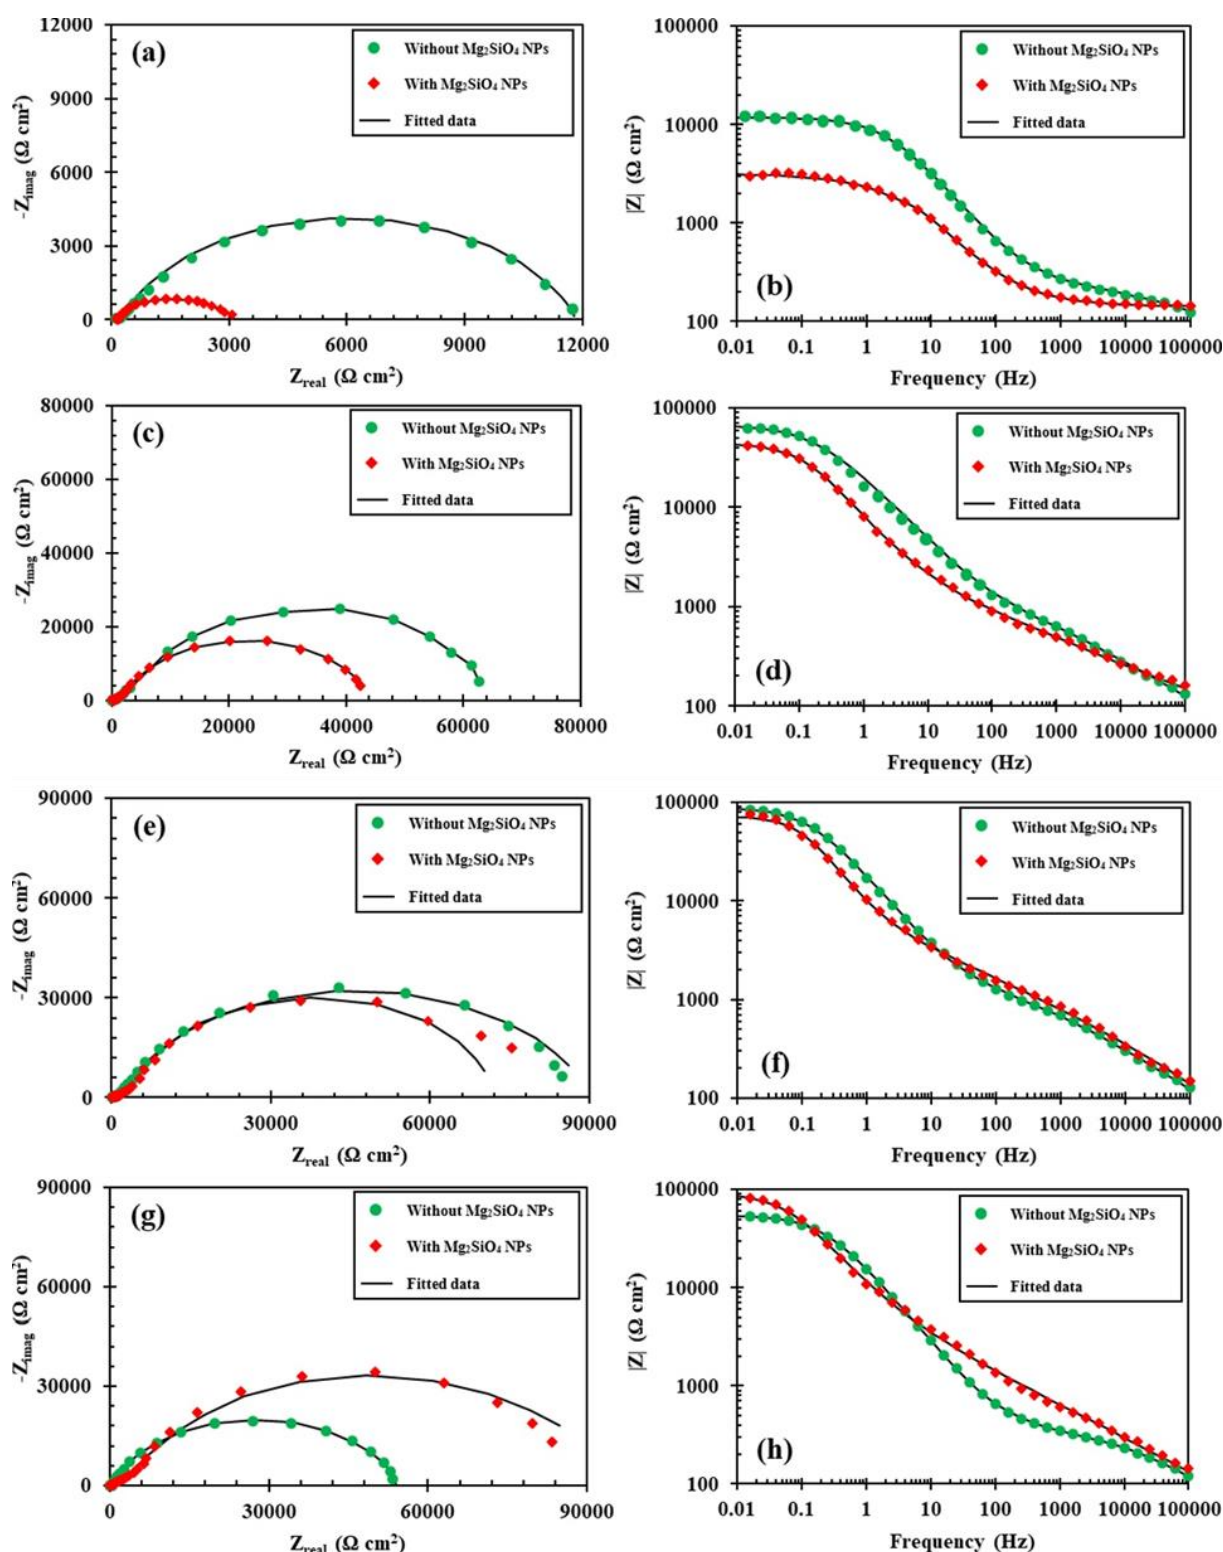 (a)
-Z_imag (Ω cm²)
12000
9000
6000
3000
0
Without Mg₂SiO₄ NPs
With Mg₂SiO₄ NPs
Fitted data
0 3000 6000 9000 12000
Z_real (Ω cm²)
(b)
|Z| (Ω cm²)
100000
10000
1000
100
Without Mg₂SiO₄ NPs
With Mg₂SiO₄ NPs
Fitted data
0.01 0.1 1 10 100 1000 10000 100000
Frequency (Hz)
(c)
-Z_imag (Ω cm²)
80000
60000
40000
20000
0
Without Mg₂SiO₄ NPs
With Mg₂SiO₄ NPs
Fitted data
0 20000 40000 60000 80000
Z_real (Ω cm²)
(d)
|Z| (Ω cm²)
100000
10000
1000
100
Without Mg₂SiO₄ NPs
With Mg₂SiO₄ NPs
Fitted data
0.01 0.1 1 10 100 1000 10000 100000
Frequency (Hz)
(e)
-Z_imag (Ω cm²)
90000
60000
30000
0
Without Mg₂SiO₄ NPs
With Mg₂SiO₄ NPs
Fitted data
0 30000 60000 90000
Z_real (Ω cm²)
(f)
|Z| (Ω cm²)
100000
10000
1000
100
Without Mg₂SiO₄ NPs
With Mg₂SiO₄ NPs
Fitted data
0.01 0.1 1 10 100 1000 10000 100000
Frequency (Hz)
(g)
-Z_imag (Ω cm²)
90000
60000
30000
0
Without Mg₂SiO₄ NPs
With Mg₂SiO₄ NPs
Fitted data
0 30000 60000 90000
Z_real (Ω cm²)
(h)
|Z| (Ω cm²)
100000
10000
1000
100
Without Mg₂SiO₄ NPs
With Mg₂SiO₄ NPs
Fitted data
0.01 0.1 1 10 100 1000 10000 100000
Frequency (Hz)